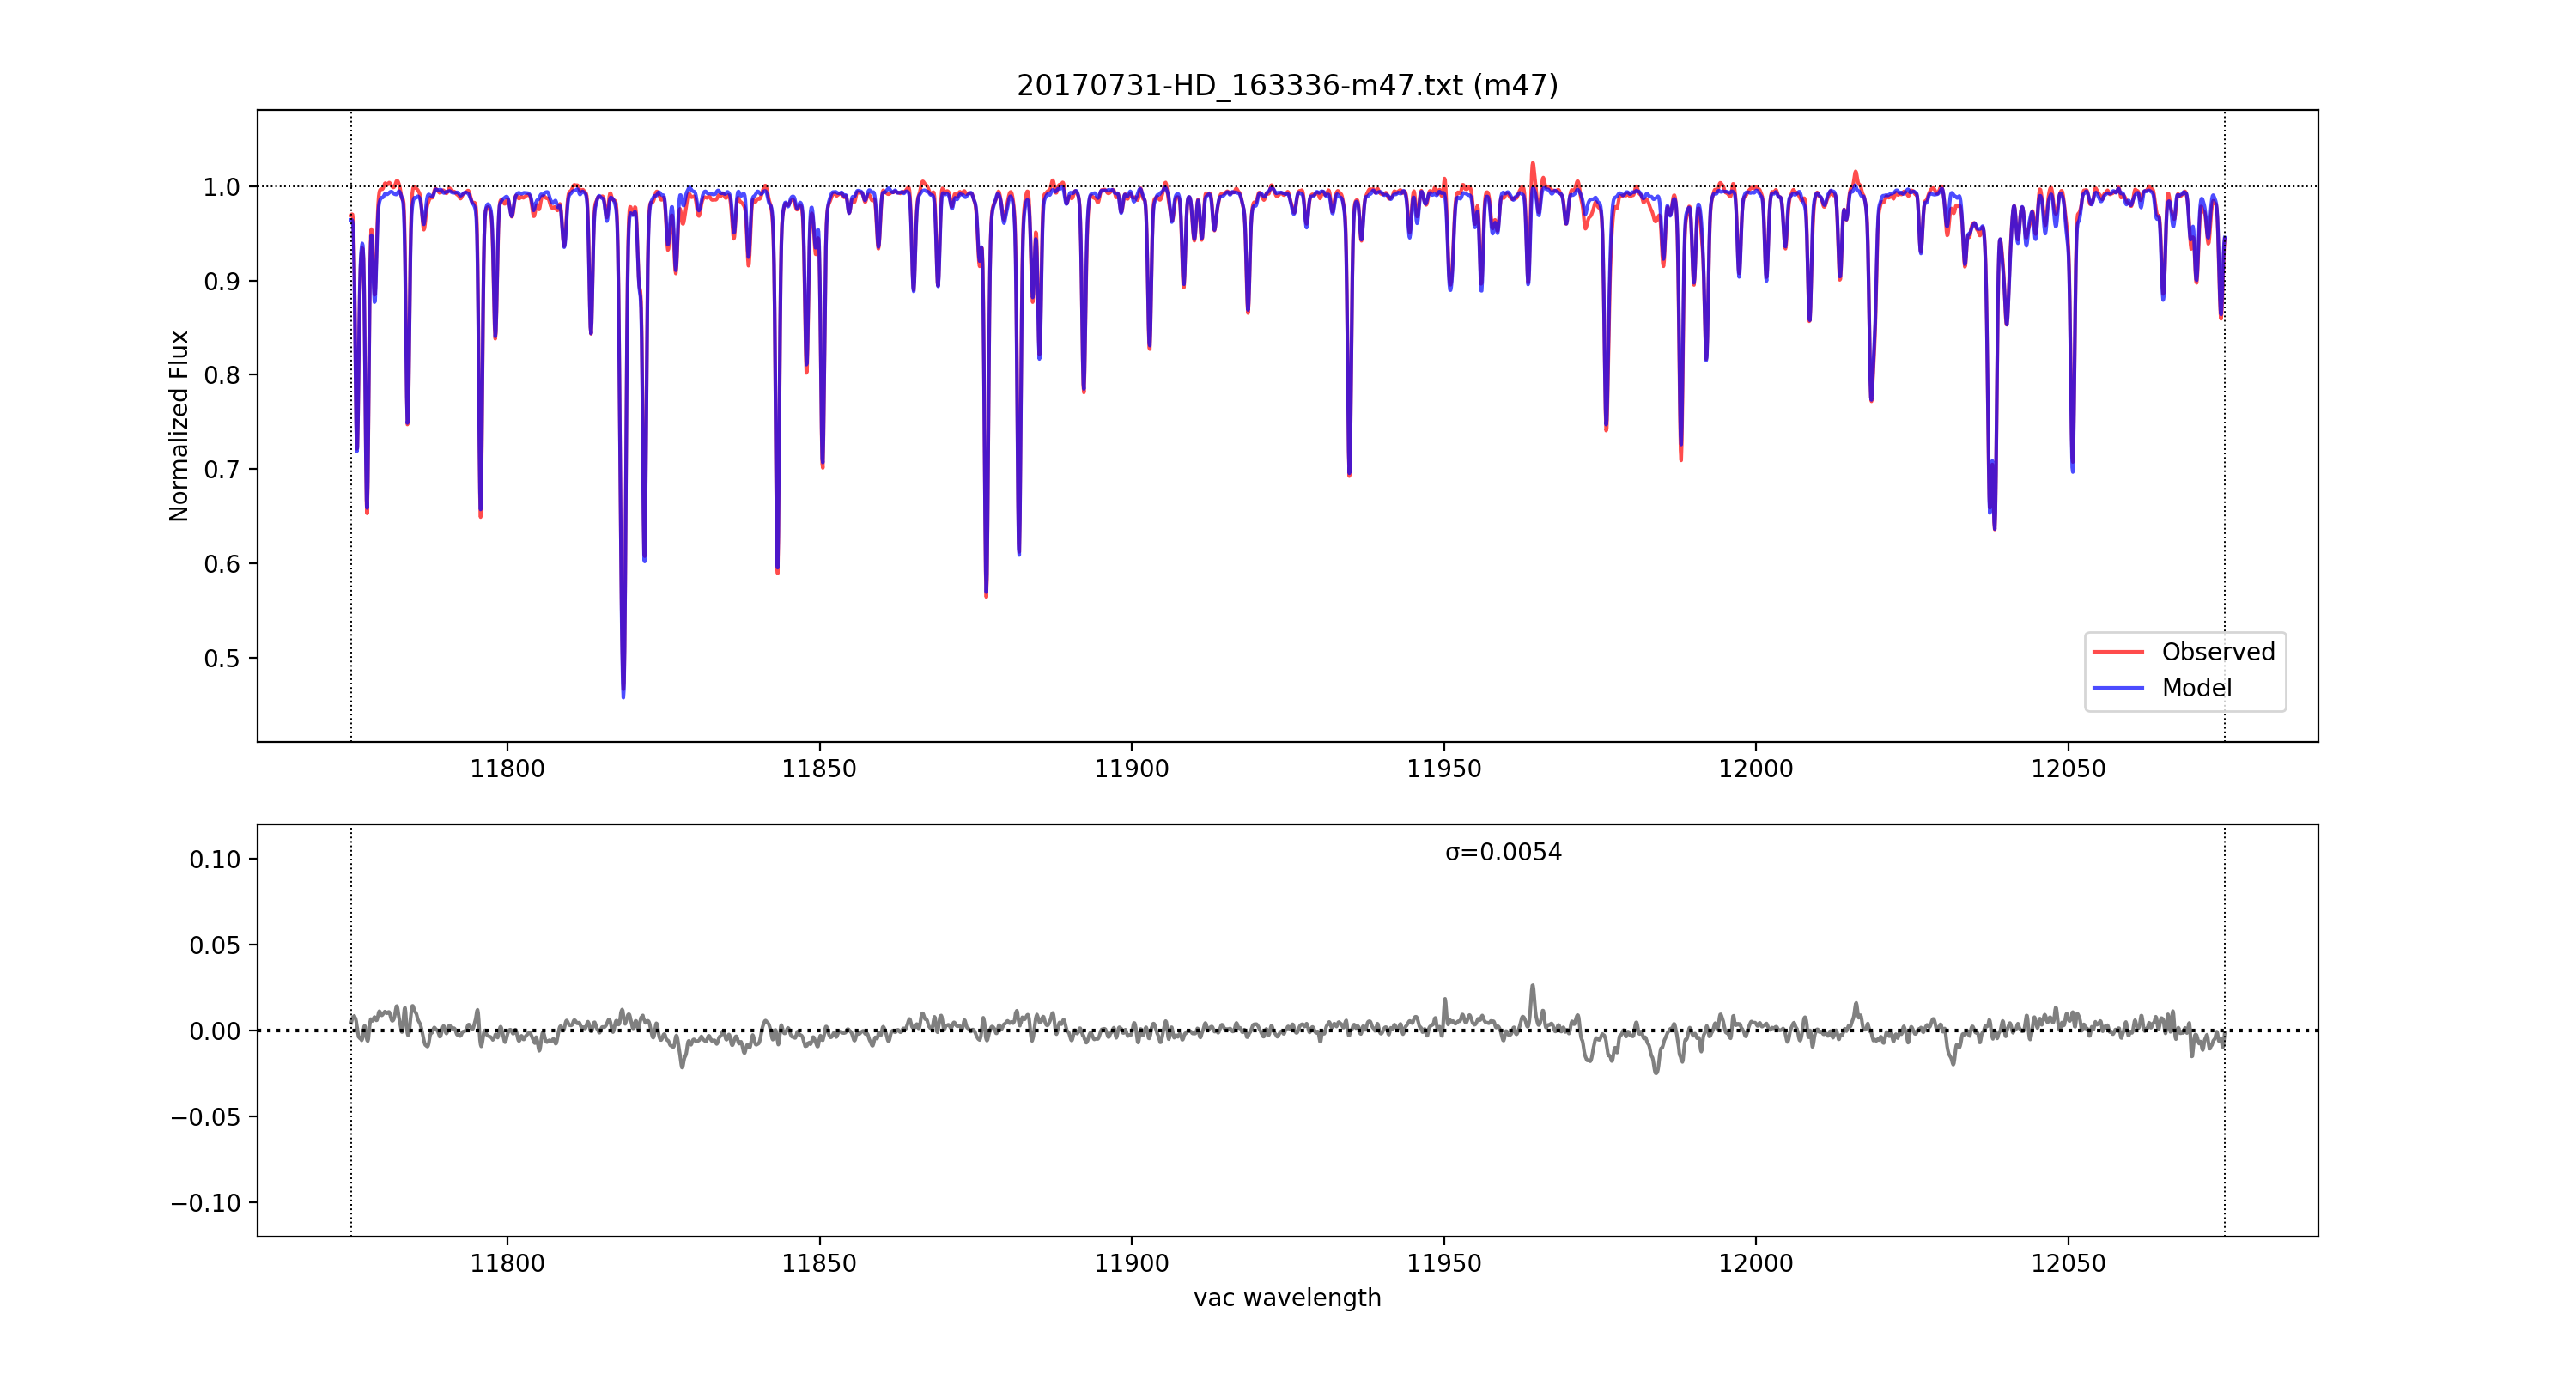 20170731-HD_163336-m47.txt (m47)
Normalized Flux
1.0
0.9
0.8
0.7
0.6
0.5
Observed
Model
11800 11850 11900 11950 12000 12050
σ=0.0054
0.10
0.05
0.00
−0.05
−0.10
11800 11850 11900 11950 12000 12050
vac wavelength